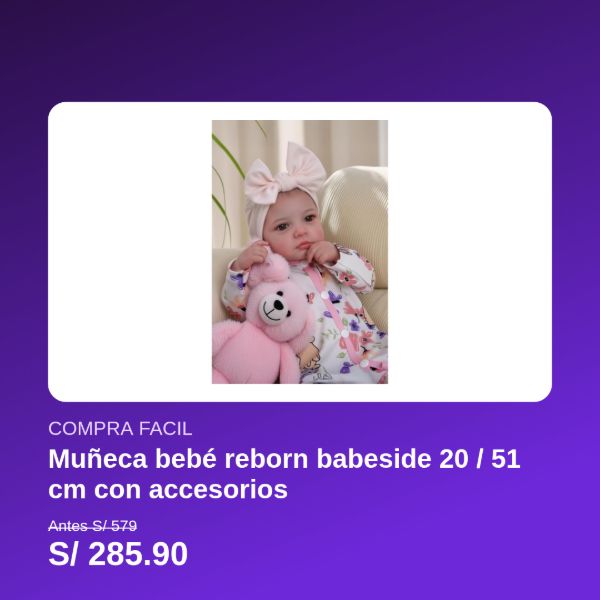 COMPRA FACIL
Muñeca bebé reborn babeside 20 / 51
cm con accesorios
Antes S/ 579
S/ 285.90